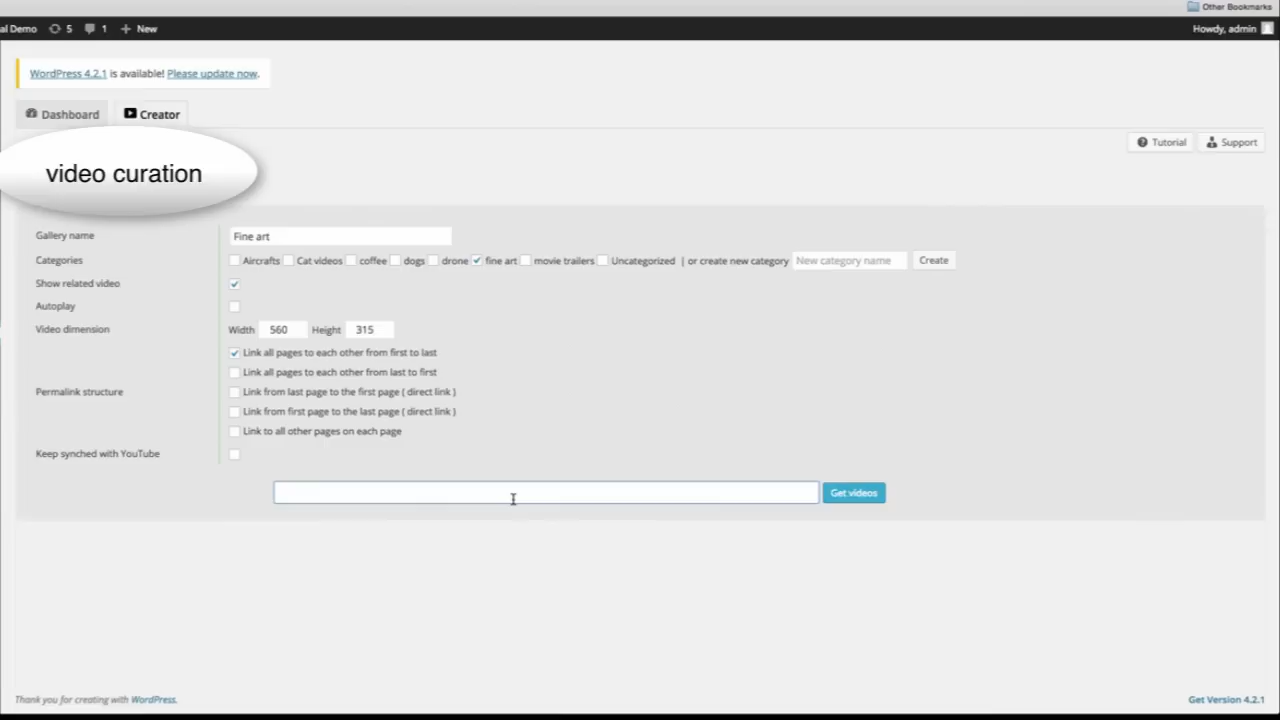 Other Bookmarks
al Demo 5 1 + New Howdy, admin
WordPress 4.2.1 is available! Please update now.
Dashboard Creator
Tutorial Support
video curation
Gallery name Fine art
Categories Aircrafts Cat videos coffee dogs drone fine art movie trailers Uncategorized | or create new category New category name Create
Show related video
Autoplay
Video dimension Width 560 Height 315
Link all pages to each other from first to last
Link all pages to each other from last to first
Permalink structure Link from last page to the first page ( direct link )
Link from first page to the last page ( direct link )
Link to all other pages on each page
Keep synched with YouTube
Get videos
Thank you for creating with WordPress. Get Version 4.2.1